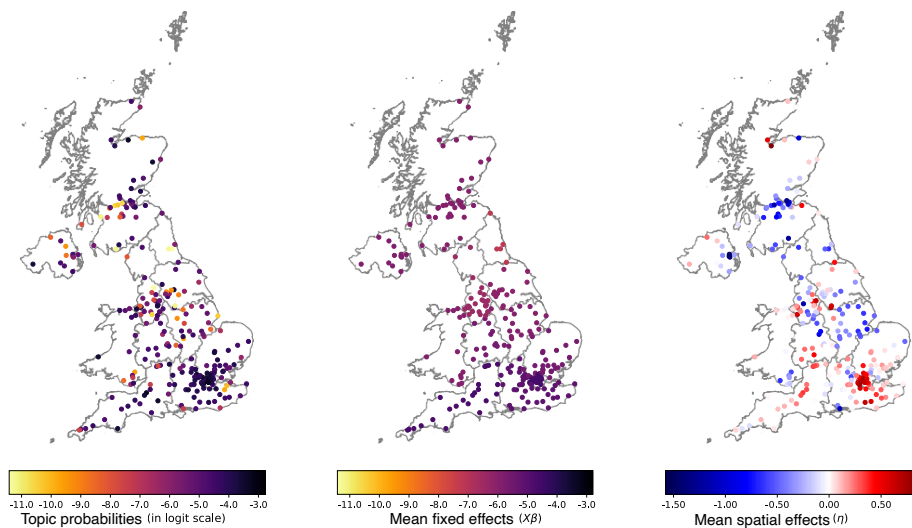 -11.0 -10.0 -9.0 -8.0 -7.0 -6.0 -5.0 -4.0 -3.0
Topic probabilities (in logit scale)
-11.0 -10.0 -9.0 -8.0 -7.0 -6.0 -5.0 -4.0 -3.0
Mean fixed effects (Xβ)
-1.50 -1.00 -0.50 0.00 0.50
Mean spatial effects (η)